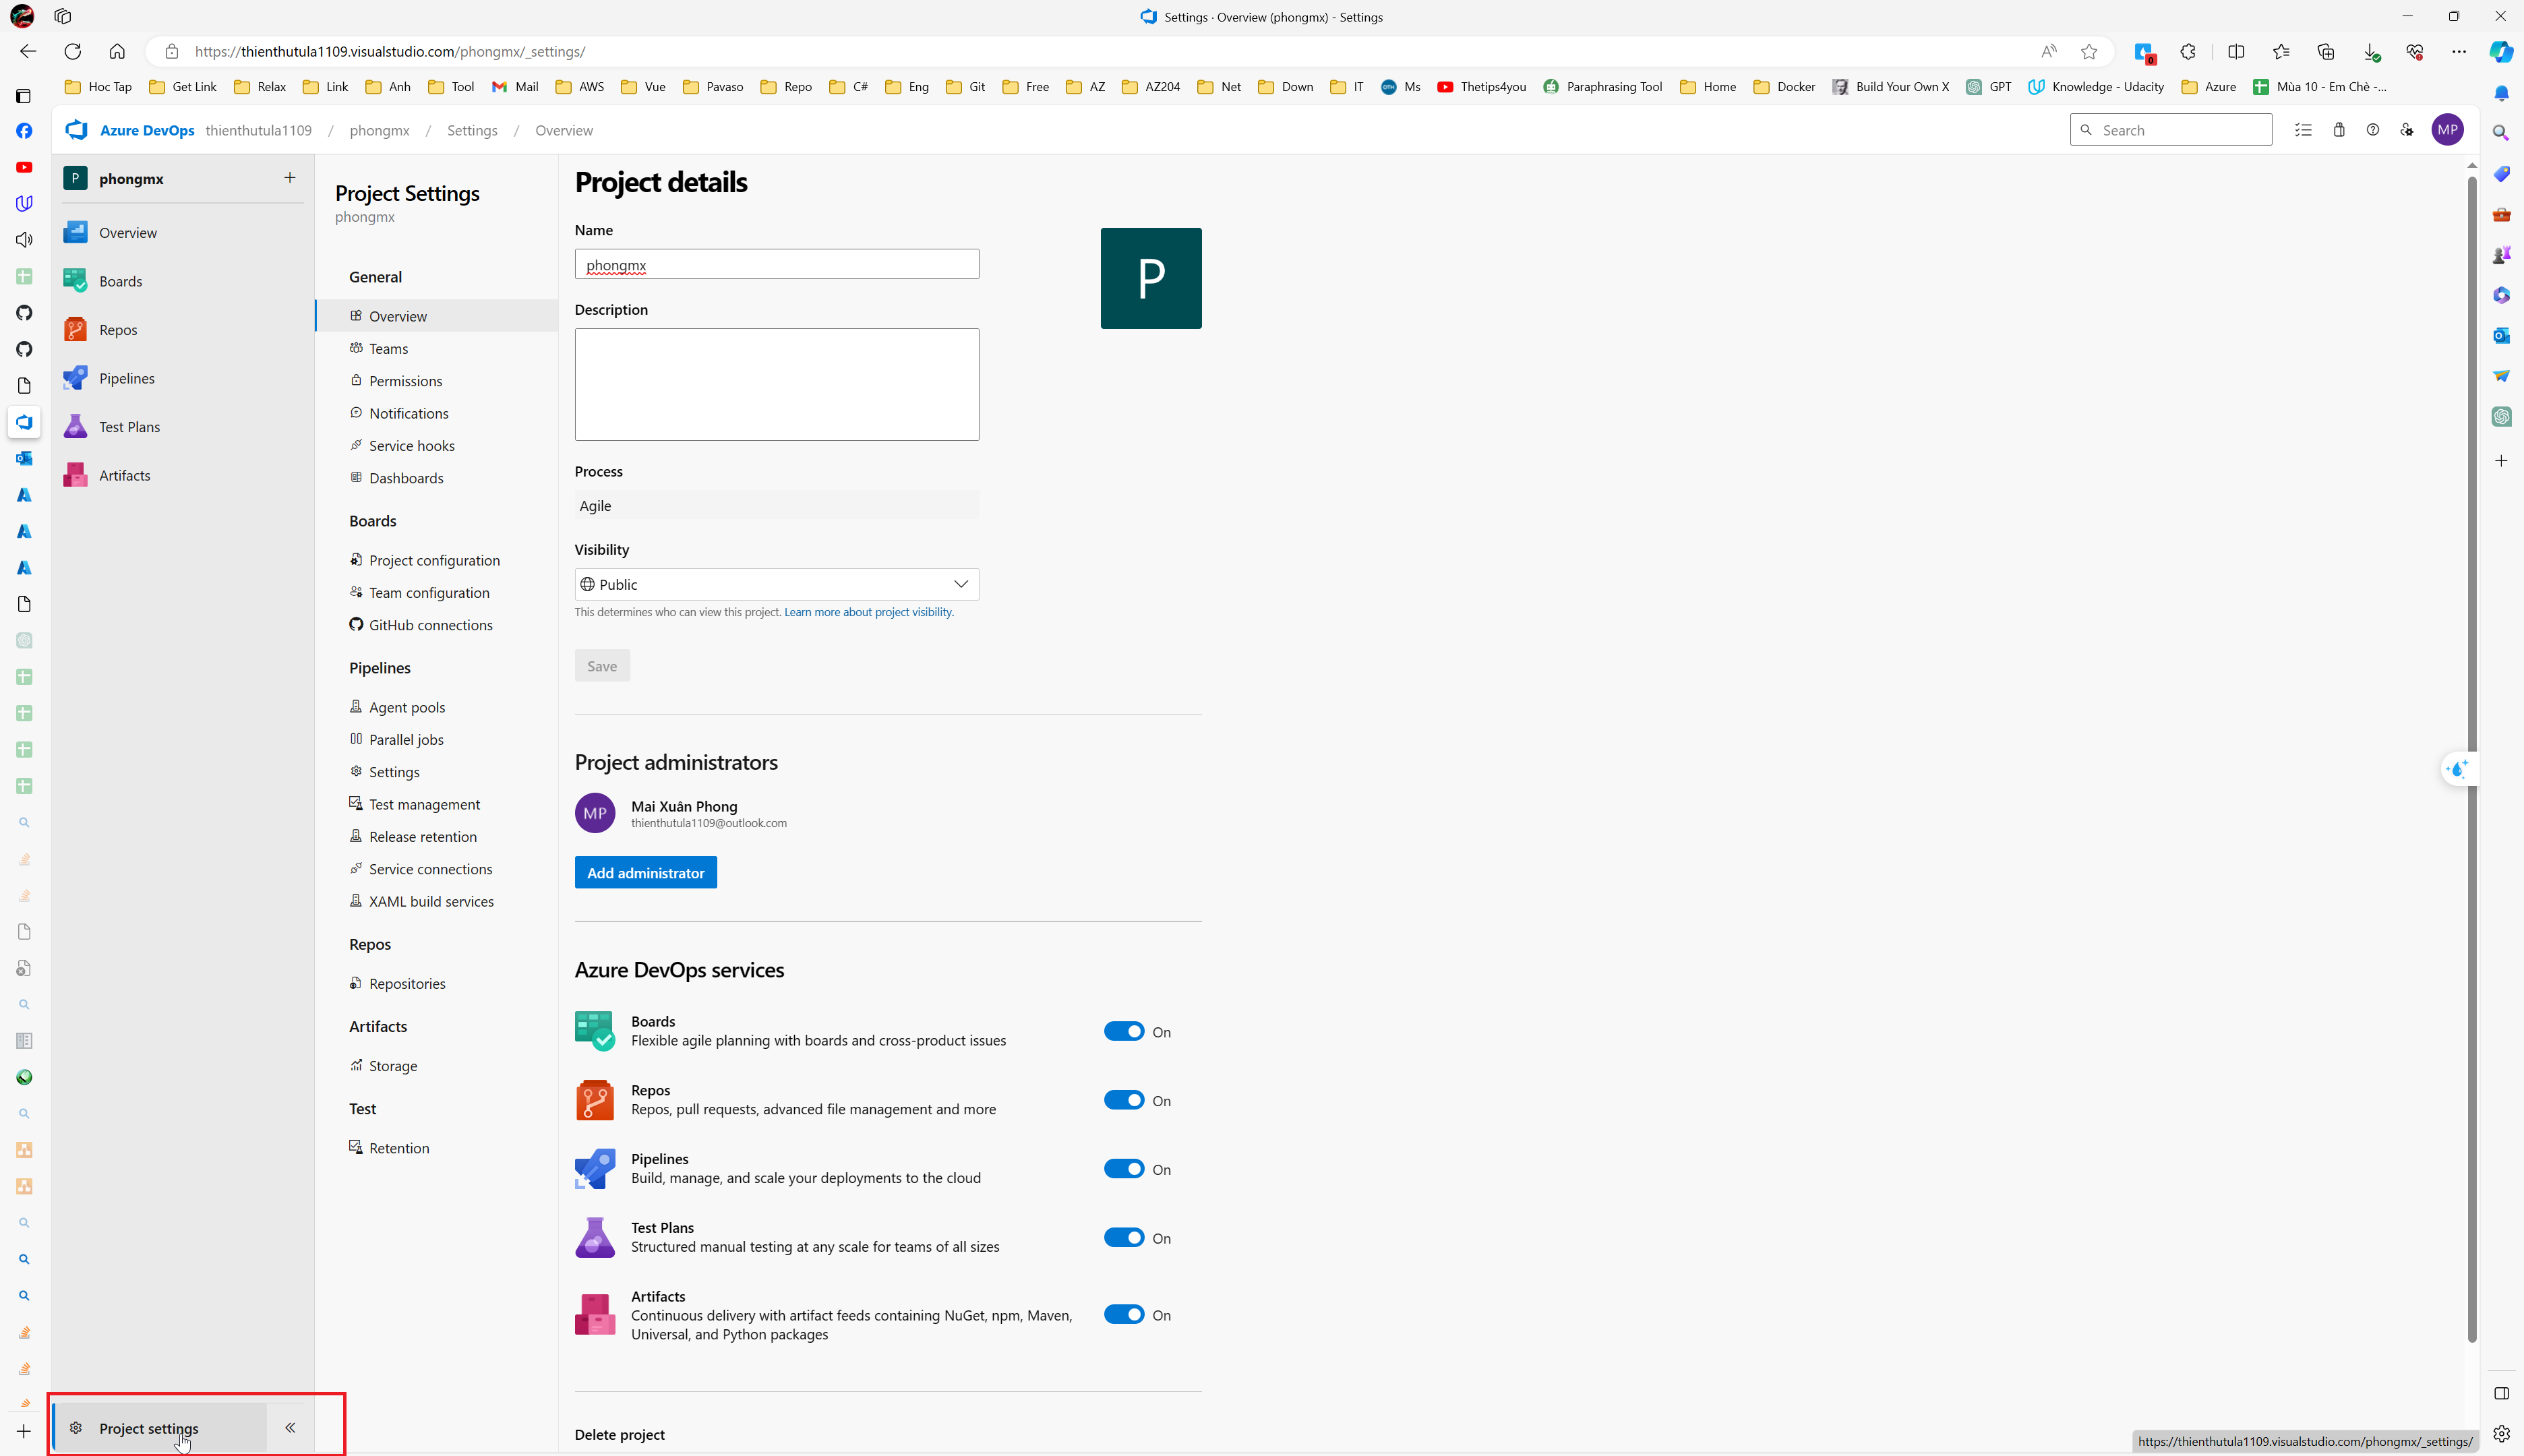 Settings · Overview (phongmx) - Settings
https://thienthutula1109.visualstudio.com/phongmx/_settings/
0
Hoc Tap Get Link Relax Link Anh Tool Mail AWS Vue Pavaso Repo C# Eng Git Free AZ AZ204 Net Down IT Ms Thetips4you Paraphrasing Tool Home Docker Build Your Own X GPT Knowledge - Udacity Azure Mùa 10 - Em Chè -...
Azure DevOps thienthutula1109 / phongmx / Settings / Overview
Search
MP
P phongmx
Overview
Boards
Repos
Pipelines
Test Plans
Artifacts
Project settings
Project Settings
phongmx
General
Overview
Teams
Permissions
Notifications
Service hooks
Dashboards
Boards
Project configuration
Team configuration
GitHub connections
Pipelines
Agent pools
Parallel jobs
Settings
Test management
Release retention
Service connections
XAML build services
Repos
Repositories
Artifacts
Storage
Test
Retention
Project details
Name
phongmx
P
Description
Process
Agile
Visibility
Public
This determines who can view this project. Learn more about project visibility.
Save
Project administrators
MP
Mai Xuân Phong
thienthutula1109@outlook.com
Add administrator
Azure DevOps services
Boards
Flexible agile planning with boards and cross-product issues
On
Repos
Repos, pull requests, advanced file management and more
On
Pipelines
Build, manage, and scale your deployments to the cloud
On
Test Plans
Structured manual testing at any scale for teams of all sizes
On
Artifacts
Continuous delivery with artifact feeds containing NuGet, npm, Maven,
Universal, and Python packages
On
Delete project
https://thienthutula1109.visualstudio.com/phongmx/_settings/